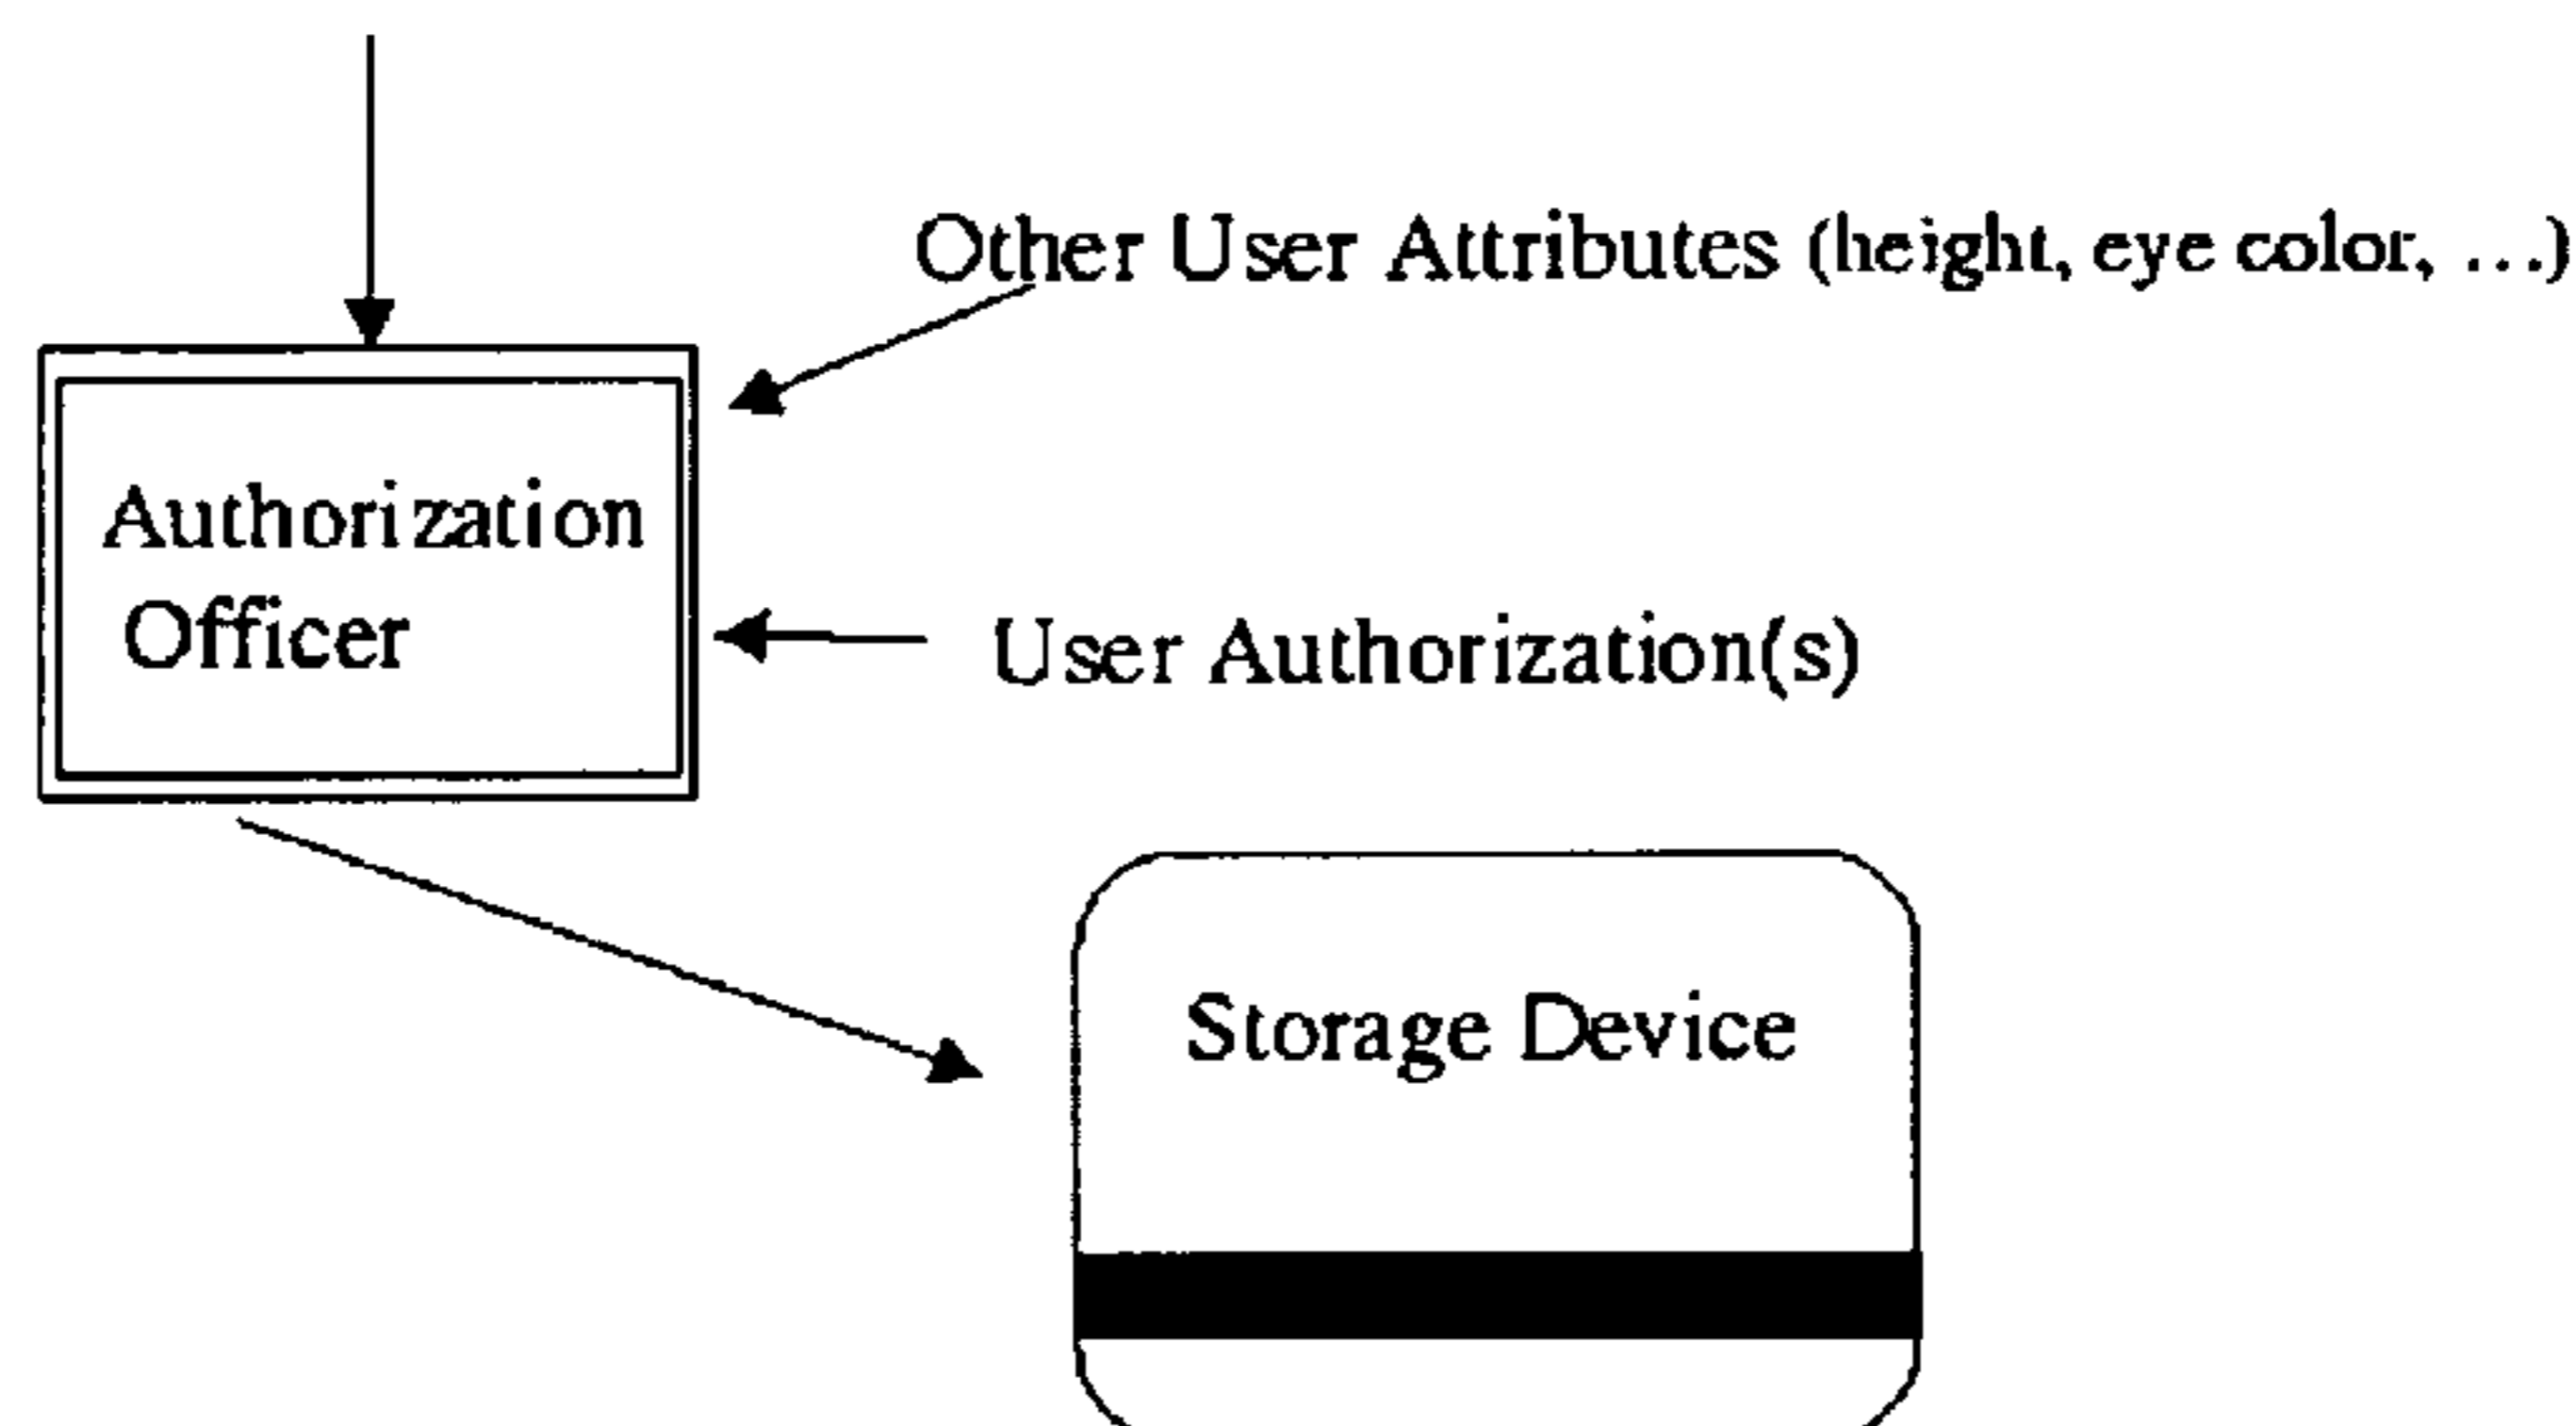 Other User Attributes (height, eye color, ...)
Authorization
Officer
User Authorization(s)
Storage Device